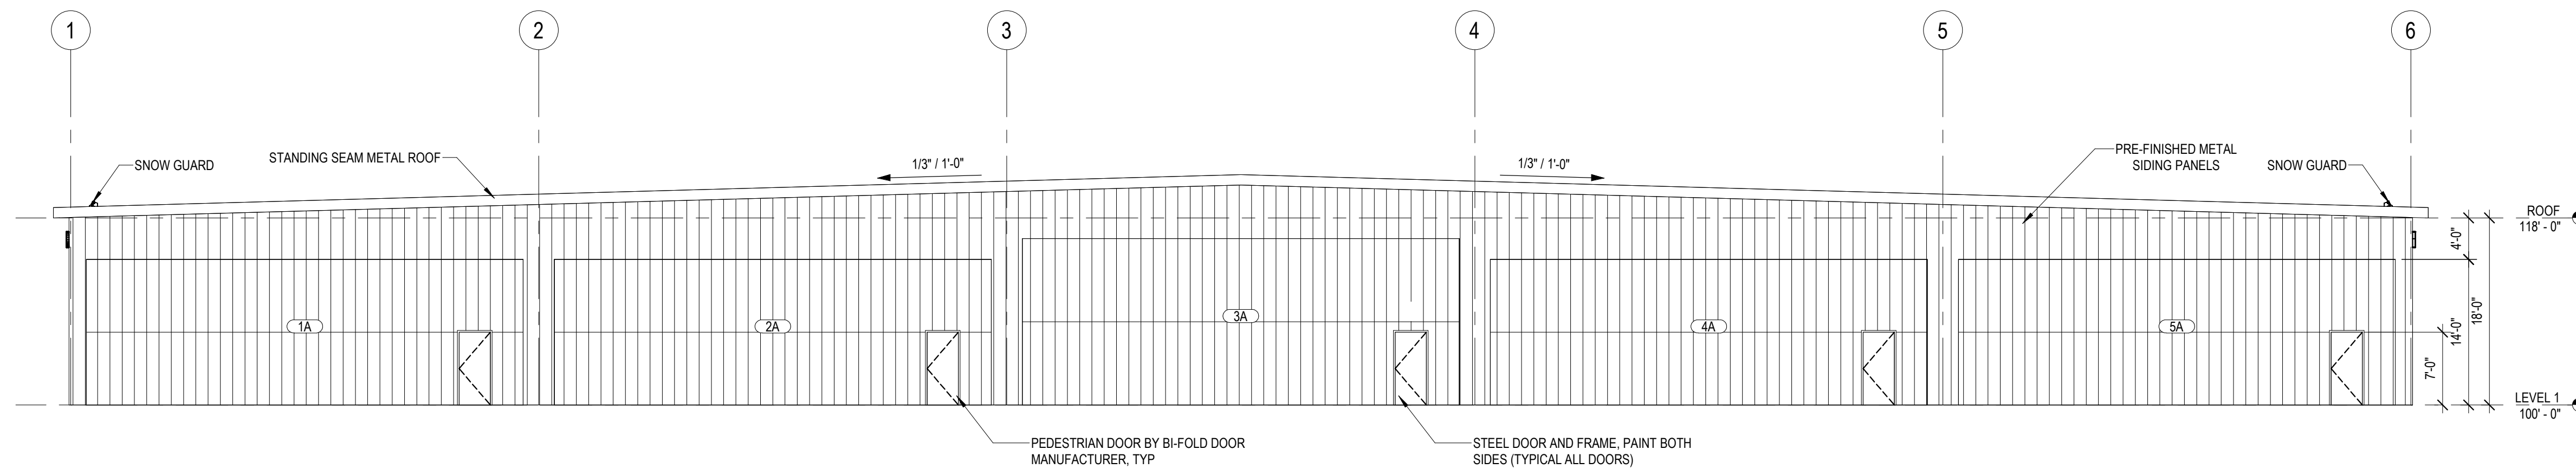 1
2
3
4
5
6
SNOW GUARD
STANDING SEAM METAL ROOF
1/3" / 1'-0"
1/3" / 1'-0"
PRE-FINISHED METAL
SIDING PANELS
SNOW GUARD
ROOF
118' - 0"
4'-0"
18'-0"
14'-0"
7'-0"
1A
2A
3A
4A
5A
LEVEL 1
100' - 0"
PEDESTRIAN DOOR BY BI-FOLD DOOR
MANUFACTURER, TYP
STEEL DOOR AND FRAME, PAINT BOTH
SIDES (TYPICAL ALL DOORS)